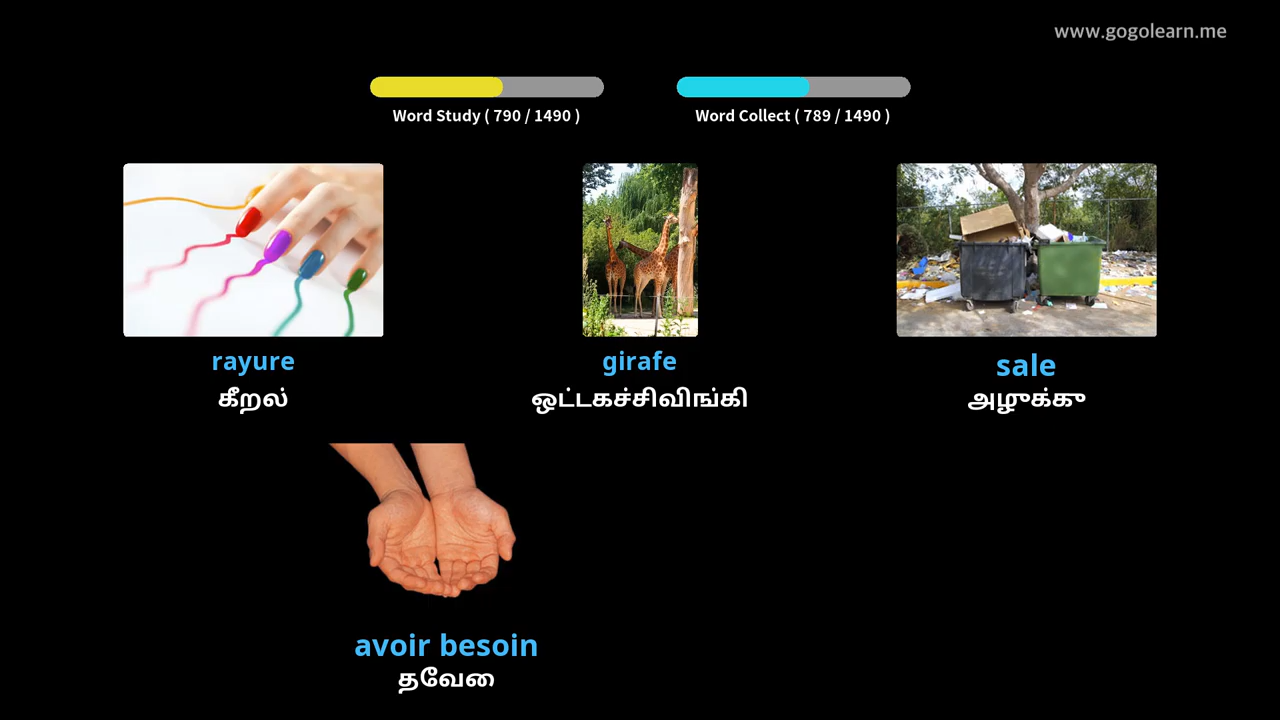 www.gogolearn.me
Word Study ( 790 / 1490 )
Word Collect ( 789 / 1490 )
rayure
கீறல்
girafe
ஒட்டகச்சிவிங்கி
sale
அழுக்கு
avoir besoin
தவேை